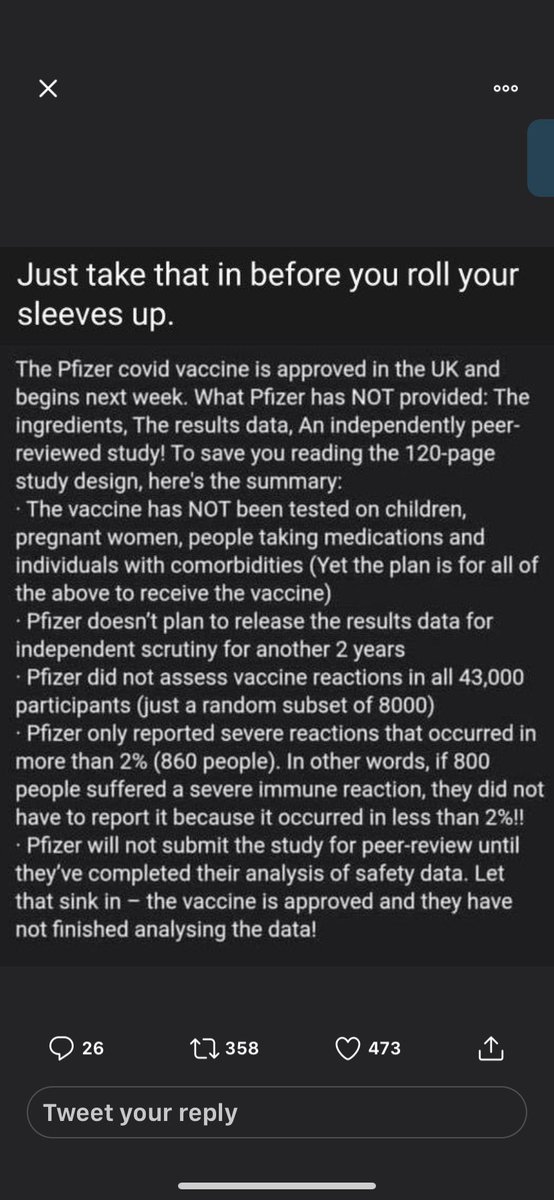 Just take that in before you roll your
sleeves up.
The Pfizer covid vaccine is approved in the UK and
begins next week. What Pfizer has NOT provided: The
ingredients, The results data, An independently peer-
reviewed study! To save you reading the 120-page
study design, here's the summary:
· The vaccine has NOT been tested on children,
pregnant women, people taking medications and
individuals with comorbidities (Yet the plan is for all of
the above to receive the vaccine)
· Pfizer doesn't plan to release the results data for
independent scrutiny for another 2 years
· Pfizer did not assess vaccine reactions in all 43,000
participants (just a random subset of 8000)
· Pfizer only reported severe reactions that occurred in
more than 2% (860 people). In other words, if 800
people suffered a severe immune reaction, they did not
have to report it because it occurred in less than 2%!!
· Pfizer will not submit the study for peer-review until
they've completed their analysis of safety data. Let
that sink in – the vaccine is approved and they have
not finished analysing the data!
26 358 473
Tweet your reply